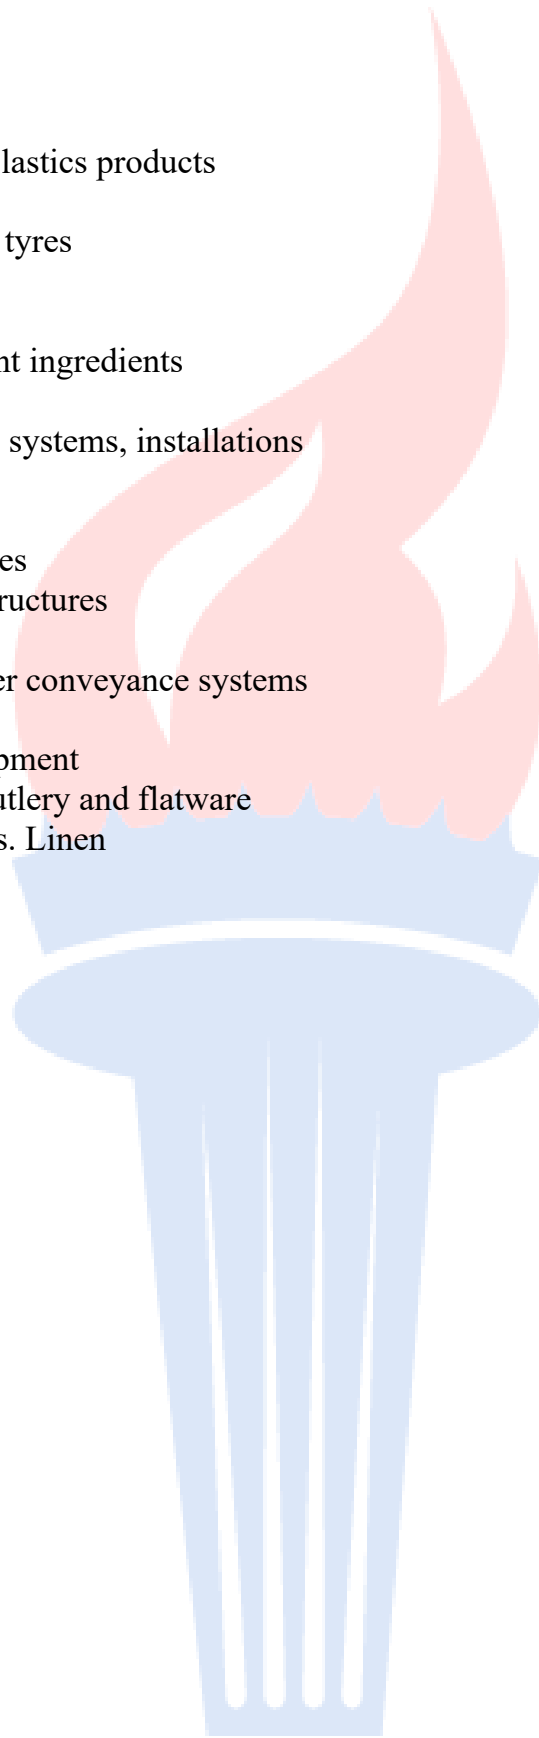 lastics products
tyres
nt ingredients
systems, installations
es
ructures
er conveyance systems
pment
utlery and flatware
s. Linen